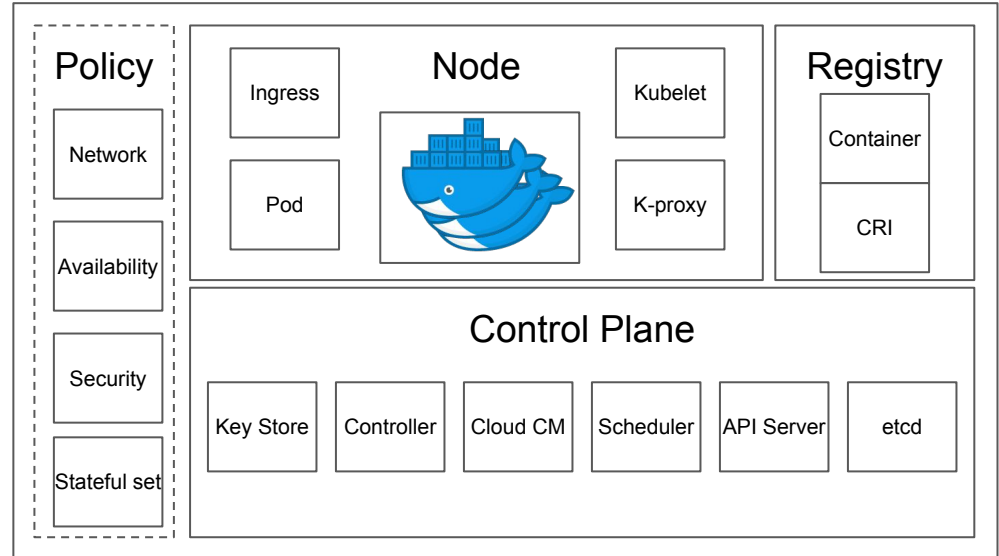 Policy
Network
Availability
Security
Stateful set
Node
Ingress
Kubelet
Pod
K-proxy
Registry
Container
CRI
Control Plane
Key Store
Controller
Cloud CM
Scheduler
API Server
etcd